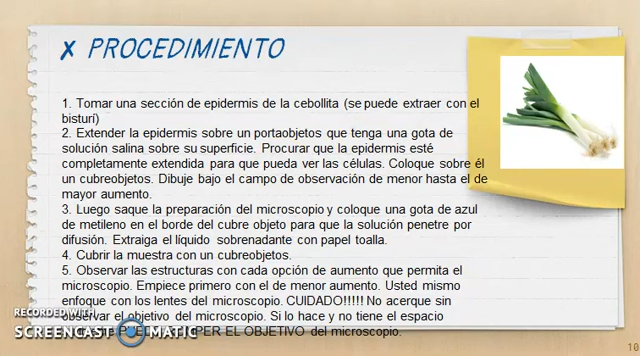 ✗ PROCEDIMIENTO
1. Tomar una sección de epidermis de la cebollita (se puede extraer con el
bisturí)
2. Extender la epidermis sobre un portaobjetos que tenga una gota de
solución salina sobre su superficie. Procurar que la epidermis esté
completamente extendida para que pueda ver las células. Coloque sobre él
un cubreobjetos. Dibuje bajo el campo de observación de menor hasta el de
mayor aumento.
3. Luego saque la preparación del microscopio y coloque una gota de azul
de metileno en el borde del cubre objeto para que la solución penetre por
difusión. Extraiga el líquido sobrenadante con papel toalla.
4. Cubrir la muestra con un cubreobjetos.
5. Observar las estructuras con cada opción de aumento que permita el
microscopio. Empiece primero con el de menor aumento. Usted mismo
enfoque con los lentes del microscopio. CUIDADO!!!!! No acerque sin
observar el objetivo del microscopio. Si lo hace y no tiene el espacio
PER EL OBJETIVO del microscopio.
RECORDED WITH
SCREENCAST MATIC
10